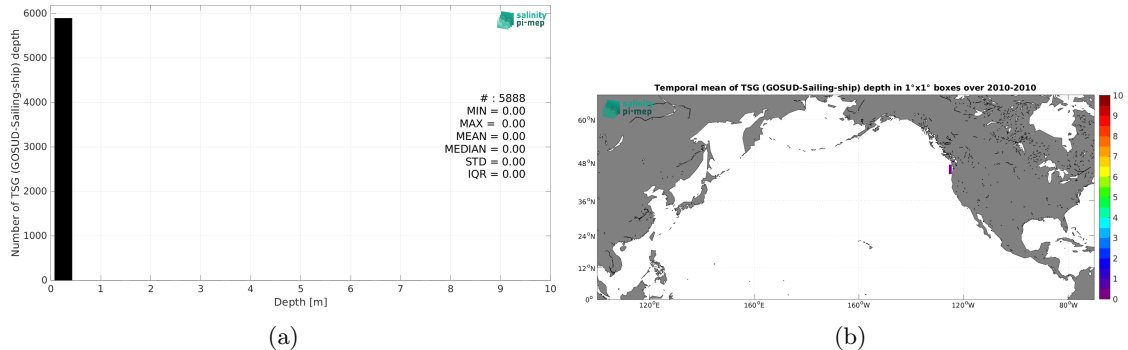 6000
5000
4000
3000
2000
1000
0
Number of TSG (GOSUD-Sailing-ship) depth
salinity
pi-mep
# : 5888
MIN = 0.00
MAX = 0.00
MEAN = 0.00
MEDIAN = 0.00
STD = 0.00
IQR = 0.00
0 1 2 3 4 5 6 7 8 9 10
Depth [m]
(a)
Temporal mean of TSG (GOSUD-Sailing-ship) depth in 1°x1° boxes over 2010-2010
salinity
pi-mep
60°N
48°N
36°N
24°N
12°N
0°
120°E 160°E 160°W 120°W 80°W
10
9
8
7
6
5
4
3
2
1
0
(b)